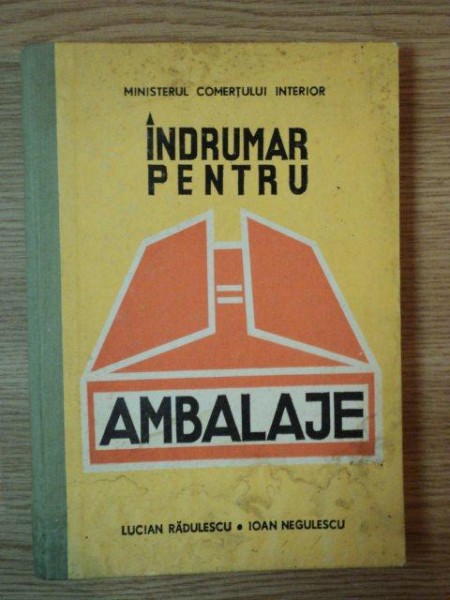 MINISTERUL COMERȚULUI INTERIOR
ÎNDRUMAR
PENTRU
AMBALAJE
LUCIAN RĂDULESCU • IOAN NEGULESCU